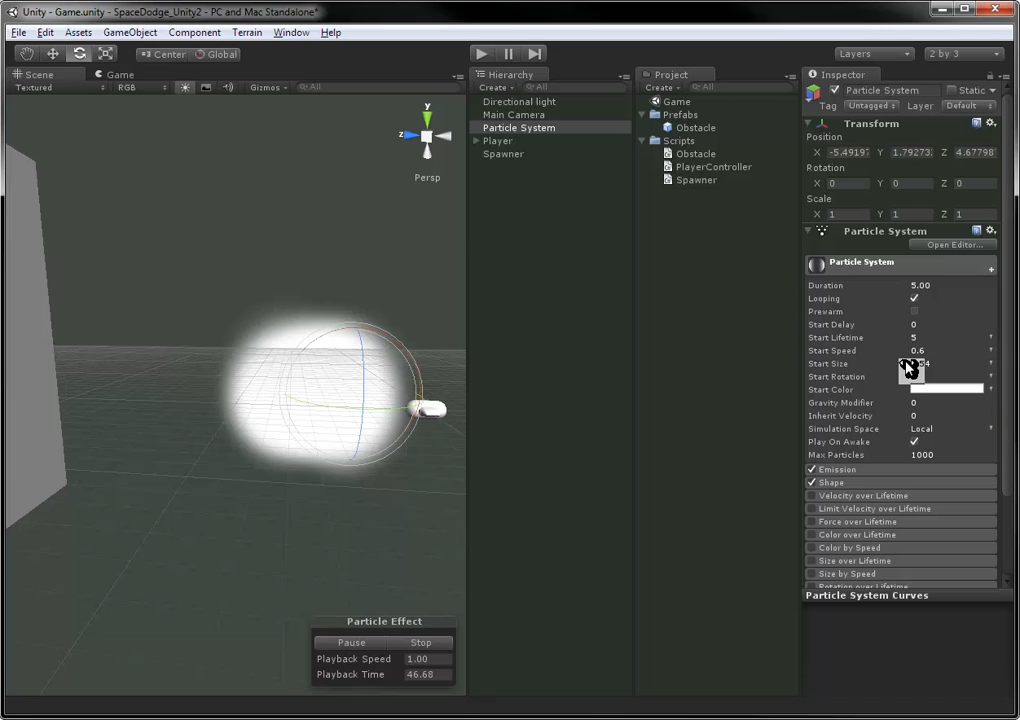 Unity - Game.unity - SpaceDodge_Unity2 - PC and Mac Standalone*
File Edit Assets GameObject Component Terrain Window Help
Center Global Layers 2 by 3
Scene Game Hierarchy Project Inspector
Textured RGB Gizmos All Create All Create All
Particle System Static
Tag Untagged Layer Default
Directional light
Main Camera
Particle System
Player
Spawner
Game
Prefabs
Obstacle
Scripts
Obstacle
PlayerController
Spawner
y
z
Persp
Transform
Position
X -5.4919 Y 1.7927 Z 4.67798
Rotation
X 0 Y 0 Z 0
Scale
X 1 Y 1 Z 1
Particle System
Open Editor...
Particle System
Duration 5.00
Looping
Prewarm
Start Delay 0
Start Lifetime 5
Start Speed 0.6
Start Size
Start Rotation
Start Color
Gravity Modifier 0
Inherit Velocity 0
Simulation Space Local
Play On Awake
Max Particles 1000
Emission
Shape
Velocity over Lifetime
Limit Velocity over Lifetime
Force over Lifetime
Color over Lifetime
Color by Speed
Size over Lifetime
Size by Speed
Rotation over Lifetime
Particle System Curves
Particle Effect
Pause Stop
Playback Speed 1.00
Playback Time 46.68